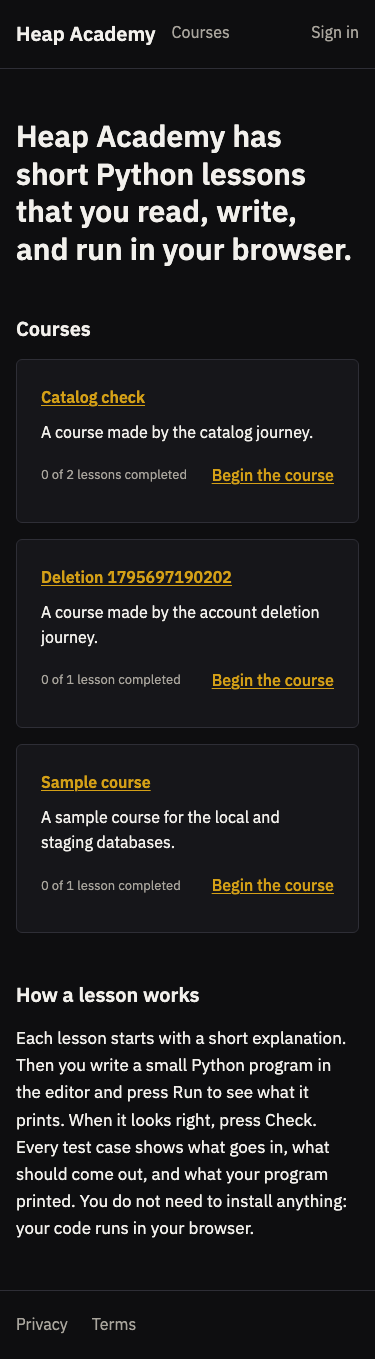 Heap Academy Courses Sign in
Heap Academy has
short Python lessons
that you read, write,
and run in your browser.
Courses
Catalog check
A course made by the catalog journey.
0 of 2 lessons completed Begin the course
Deletion 1795697190202
A course made by the account deletion
journey.
0 of 1 lesson completed Begin the course
Sample course
A sample course for the local and
staging databases.
0 of 1 lesson completed Begin the course
How a lesson works
Each lesson starts with a short explanation.
Then you write a small Python program in
the editor and press Run to see what it
prints. When it looks right, press Check.
Every test case shows what goes in, what
should come out, and what your program
printed. You do not need to install anything:
your code runs in your browser.
Privacy Terms